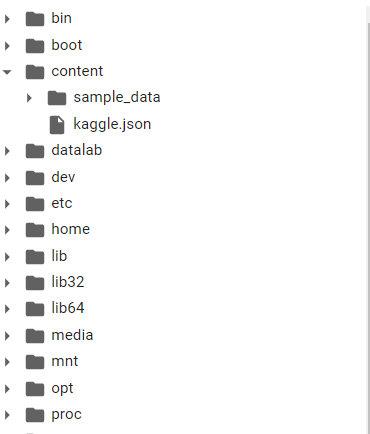 bin
boot
content
sample_data
kaggle.json
datalab
dev
etc
home
lib
lib32
lib64
media
mnt
opt
proc